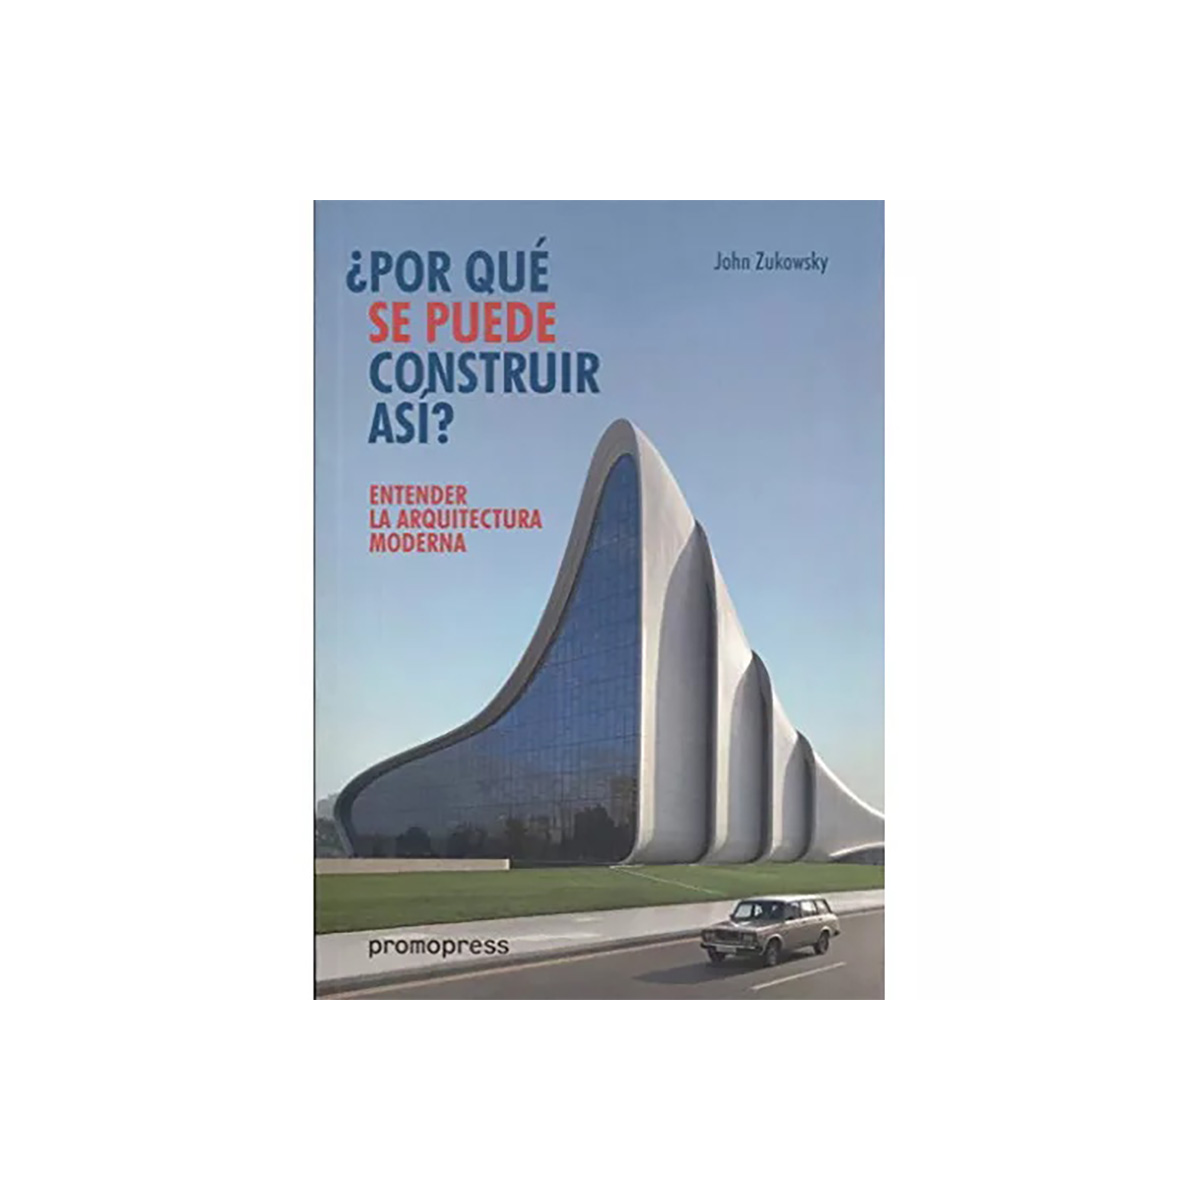 ¿POR QUÉ
SE PUEDE
CONSTRUIR
ASÍ?
John Zukowsky
ENTENDER
LA ARQUITECTURA
MODERNA
promopress